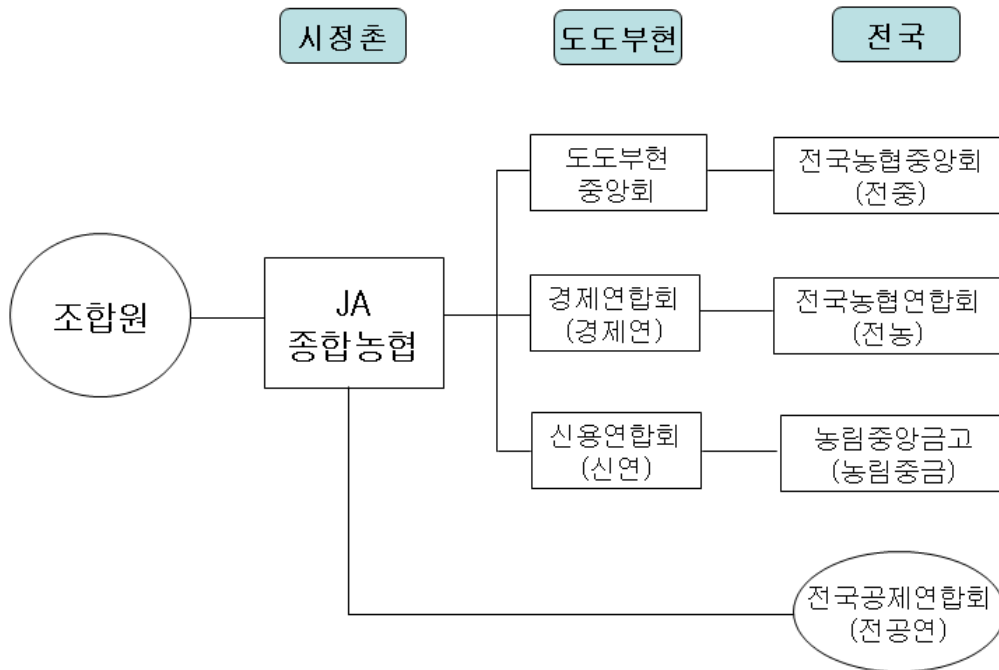 시정촌
도도부현
전국
도도부현
중앙회
전국농협중앙회
(전중)
조합원
JA
종합농협
경제연합회
(경제연)
전국농협연합회
(전농)
신용연합회
(신연)
농림중앙금고
(농림중금)
전국공제연합회
(전공연)